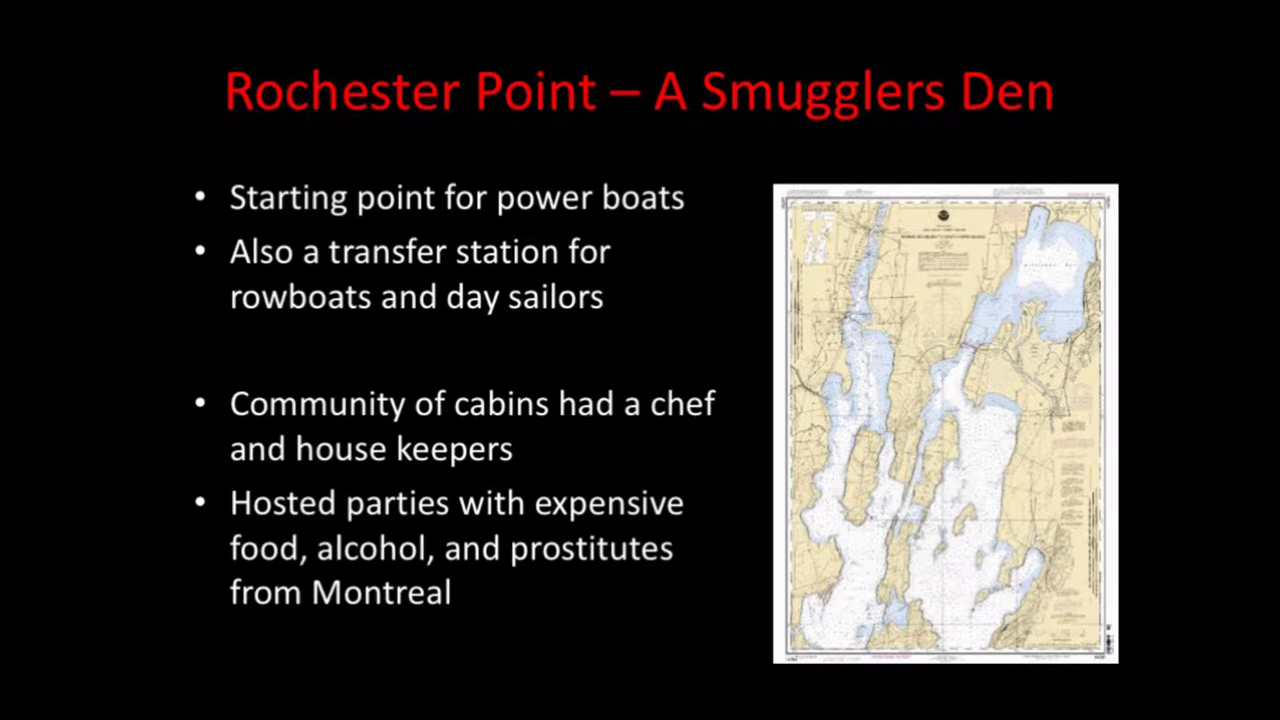 Rochester Point – A Smugglers Den
• Starting point for power boats
• Also a transfer station for
rowboats and day sailors
• Community of cabins had a chef
and house keepers
• Hosted parties with expensive
food, alcohol, and prostitutes
from Montreal